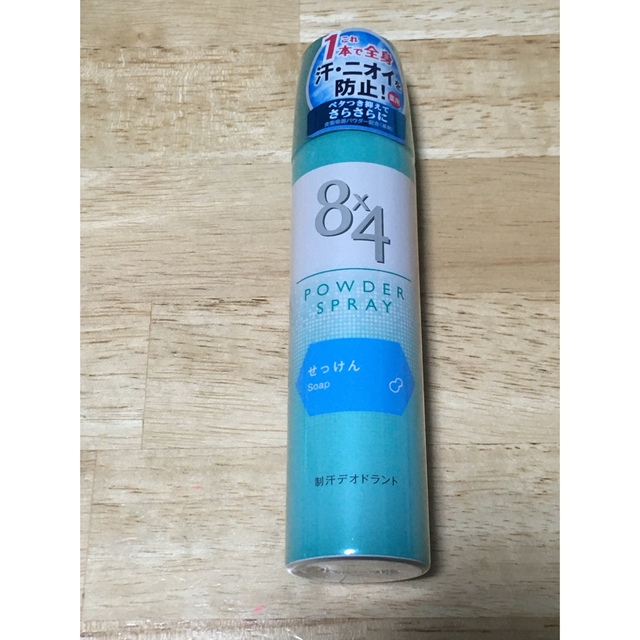 これ
1本で全身
汗・ニオイを
防止!
ベタつき抑えて
さらさらに
8x4
POWDER
SPRAY
せっけん
Soap
制汗デオドラント